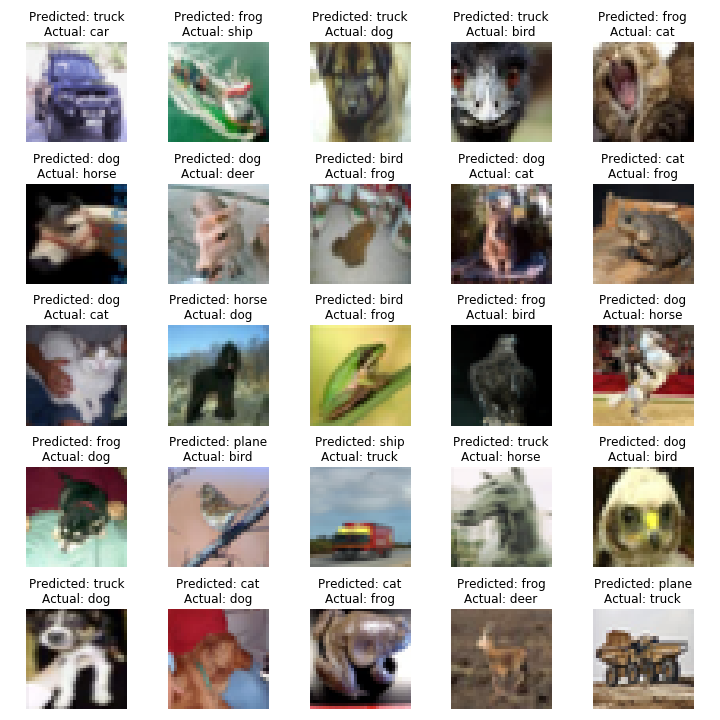 Predicted: truck
Actual: car
Predicted: frog
Actual: ship
Predicted: truck
Actual: dog
Predicted: truck
Actual: bird
Predicted: frog
Actual: cat
Predicted: dog
Actual: horse
Predicted: dog
Actual: deer
Predicted: bird
Actual: frog
Predicted: dog
Actual: cat
Predicted: cat
Actual: frog
Predicted: dog
Actual: cat
Predicted: horse
Actual: dog
Predicted: bird
Actual: frog
Predicted: frog
Actual: bird
Predicted: dog
Actual: horse
Predicted: frog
Actual: dog
Predicted: plane
Actual: bird
Predicted: ship
Actual: truck
Predicted: truck
Actual: horse
Predicted: dog
Actual: bird
Predicted: truck
Actual: dog
Predicted: cat
Actual: dog
Predicted: cat
Actual: frog
Predicted: frog
Actual: deer
Predicted: plane
Actual: truck